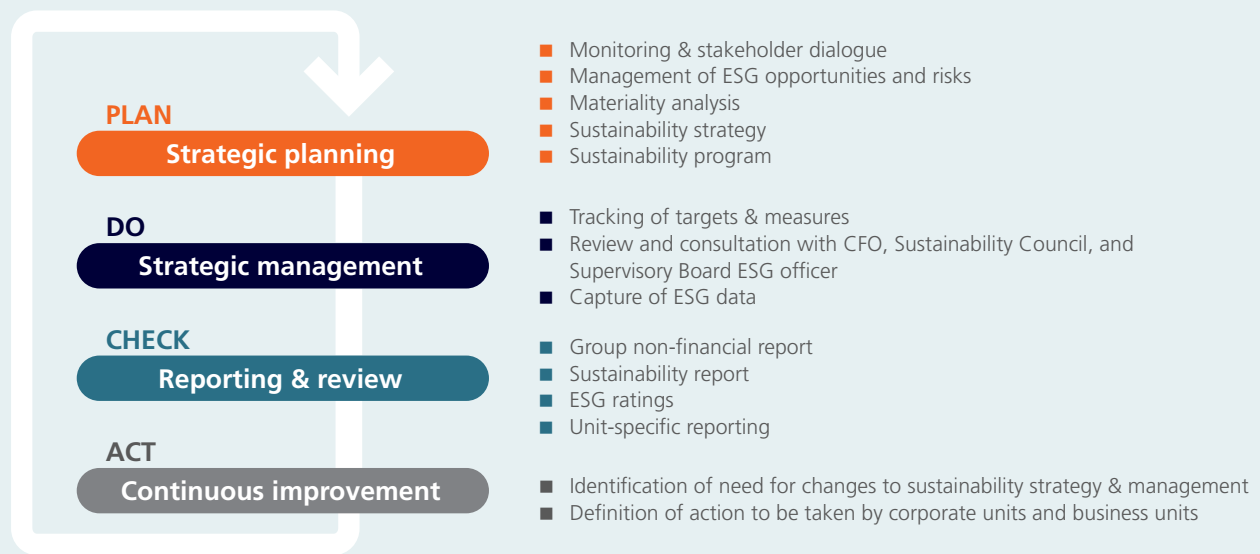 PLAN
Strategic planning
Monitoring & stakeholder dialogue
Management of ESG opportunities and risks
Materiality analysis
Sustainability strategy
Sustainability program
DO
Strategic management
Tracking of targets & measures
Review and consultation with CFO, Sustainability Council, and
Supervisory Board ESG officer
Capture of ESG data
CHECK
Reporting & review
Group non-financial report
Sustainability report
ESG ratings
Unit-specific reporting
ACT
Continuous improvement
Identification of need for changes to sustainability strategy & management
Definition of action to be taken by corporate units and business units